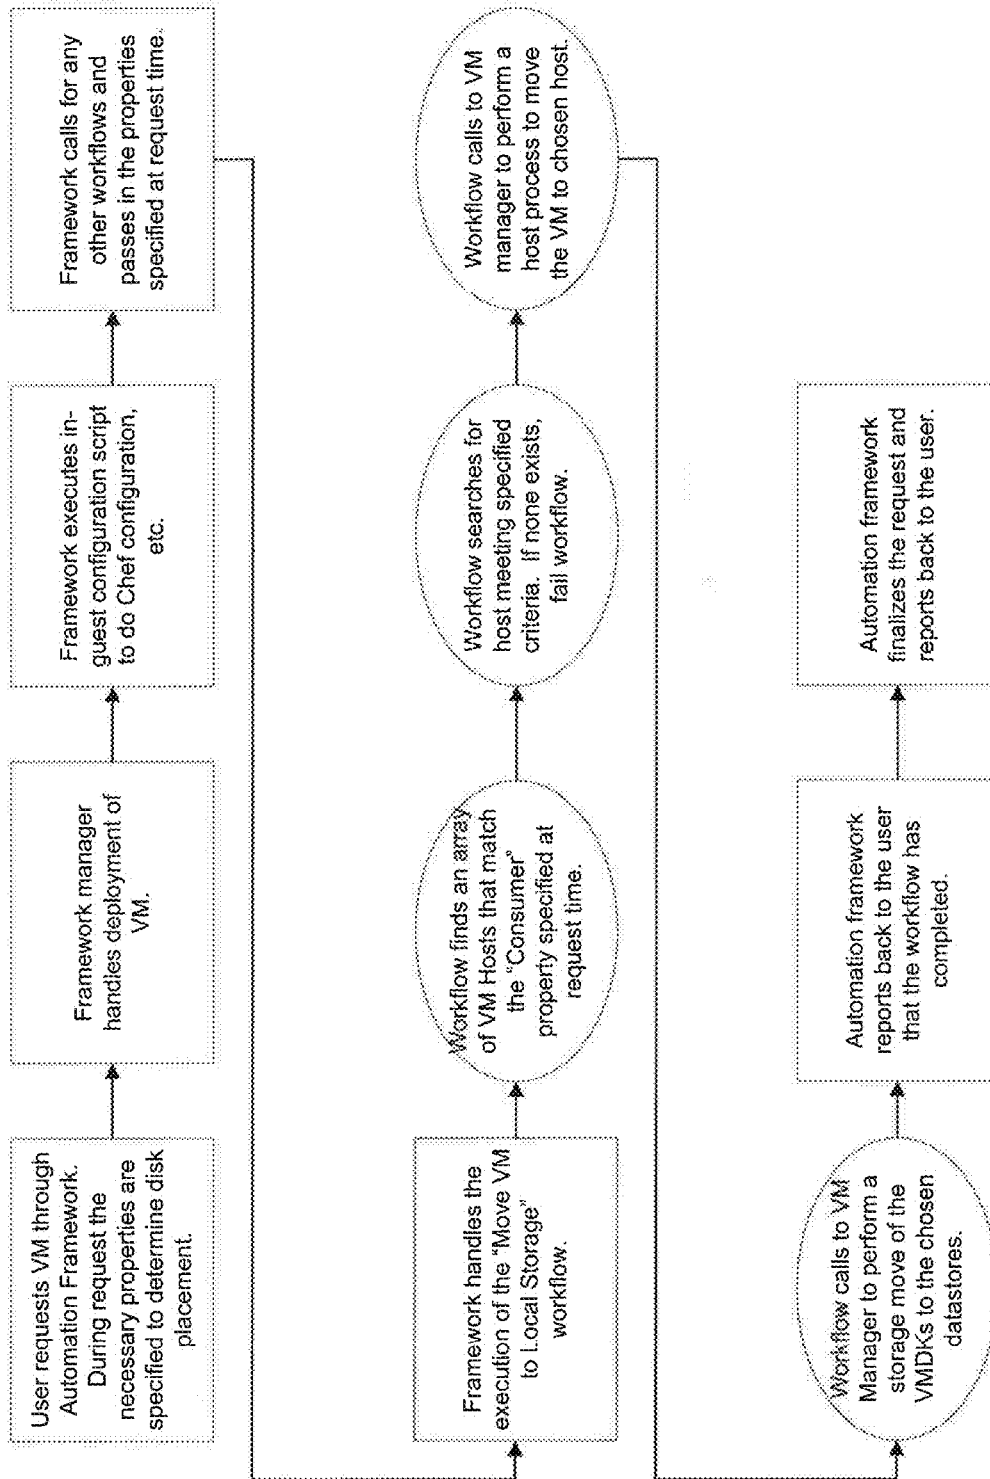 User requests VM through
Automation Framework.
During request the
necessary properties are
specified to determine disk
placement.
Framework manager
handles deployment of
VM.
Framework executes in-
guest configuration script
to do Chef configuration,
etc.
Framework calls for any
other workflows and
passes in the properties
specified at request time.
Framework handles the
execution of the “Move VM
to Local Storage”
workflow.
Workflow finds an array
of VM Hosts that match
the “Consumer”
property specified at
request time.
Workflow searches for
host meeting specified
criteria. If none exists,
fail workflow.
Workflow calls to VM
manager to perform a
host process to move
the VM to chosen host.
Workflow calls to VM
Manager to perform a
storage move of the
VMDKs to the chosen
datastores.
Automation framework
reports back to the user
that the workflow has
completed.
Automation framework
finalizes the request and
reports back to the user.